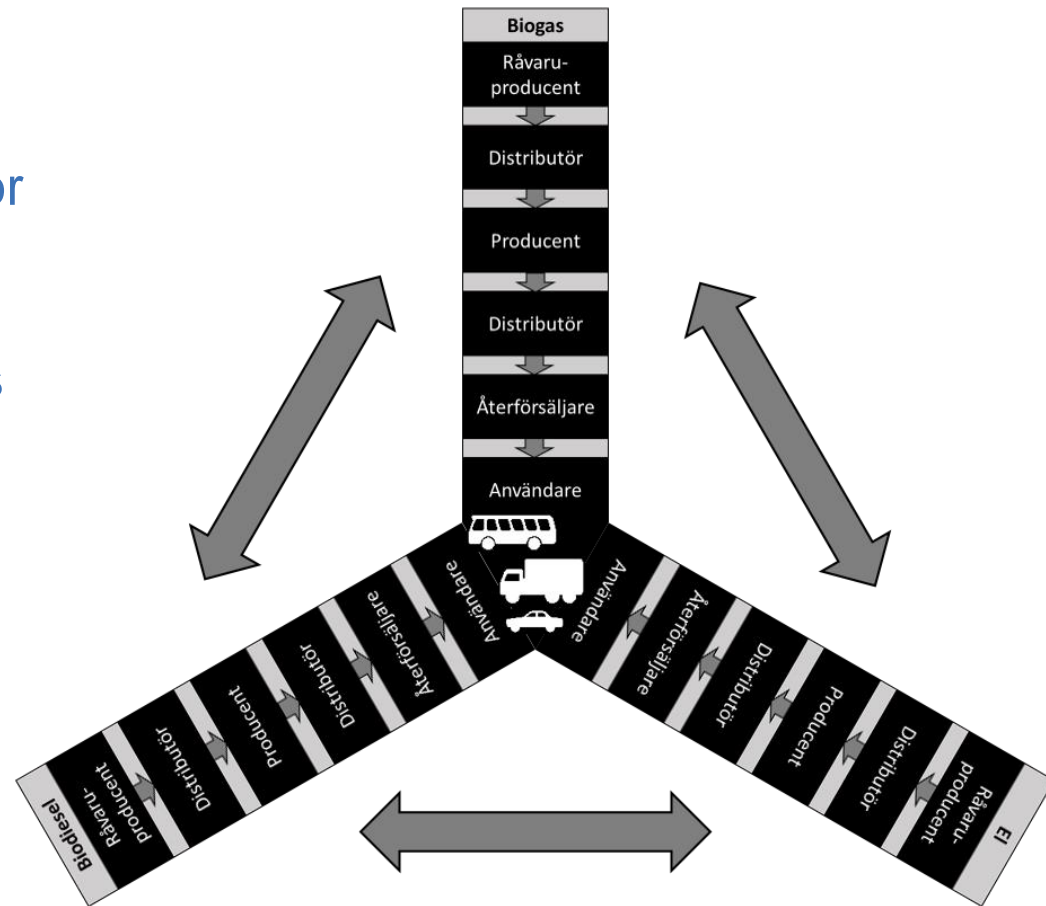 or
s
Biogas
Råvaru-
producent
Distributör
Producent
Distributör
Återförsäljare
Användare
Användare
Återförsäljare
Distributör
Producent
Distributör
Råvaru-
producent
Biodiesel
Användare
Återförsäljare
Distributör
Producent
Distributör
Råvaru-
producent
El